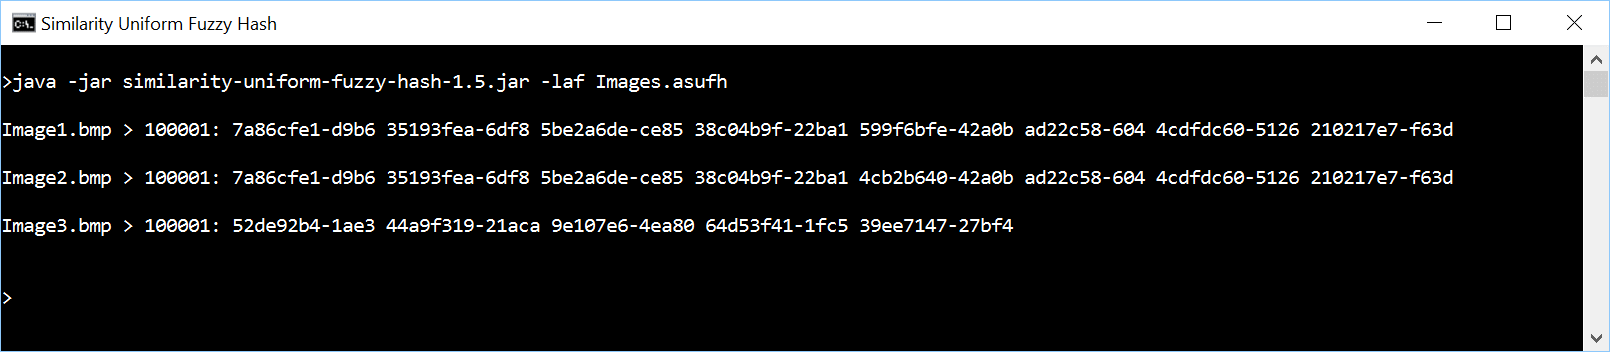 Similarity Uniform Fuzzy Hash
>java -jar similarity-uniform-fuzzy-hash-1.5.jar -laf Images.asufh
Image1.bmp > 100001: 7a86cfe1-d9b6 35193fea-6df8 5be2a6de-ce85 38c04b9f-22ba1 599f6bfe-42a0b ad22c58-604 4cdfdc60-5126 210217e7-f63d
Image2.bmp > 100001: 7a86cfe1-d9b6 35193fea-6df8 5be2a6de-ce85 38c04b9f-22ba1 4cb2b640-42a0b ad22c58-604 4cdfdc60-5126 210217e7-f63d
Image3.bmp > 100001: 52de92b4-1ae3 44a9f319-21aca 9e107e6-4ea80 64d53f41-1fc5 39ee7147-27bf4
>